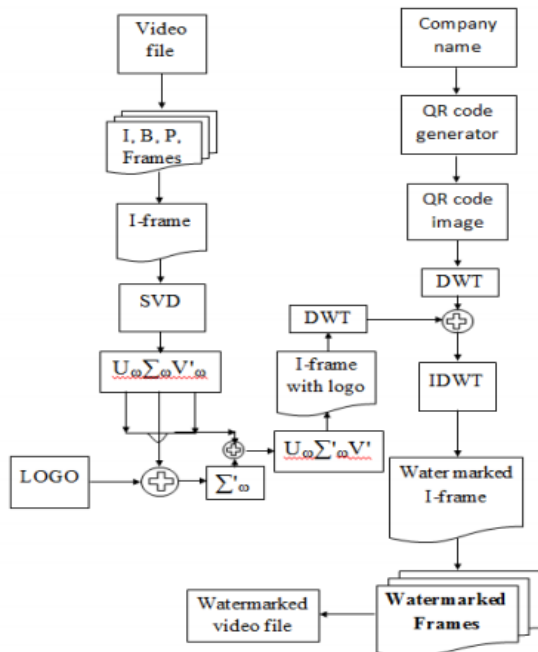 Video
file
I, B, P,
Frames
I-frame
SVD
UωΣωV'ω
LOGO
Σ'ω
UωΣ'ωV'
I-frame
with logo
DWT
Company
name
QR code
generator
QR code
image
DWT
IDWT
Water marked
I-frame
Watermarked
Frames
Watermarked
video file